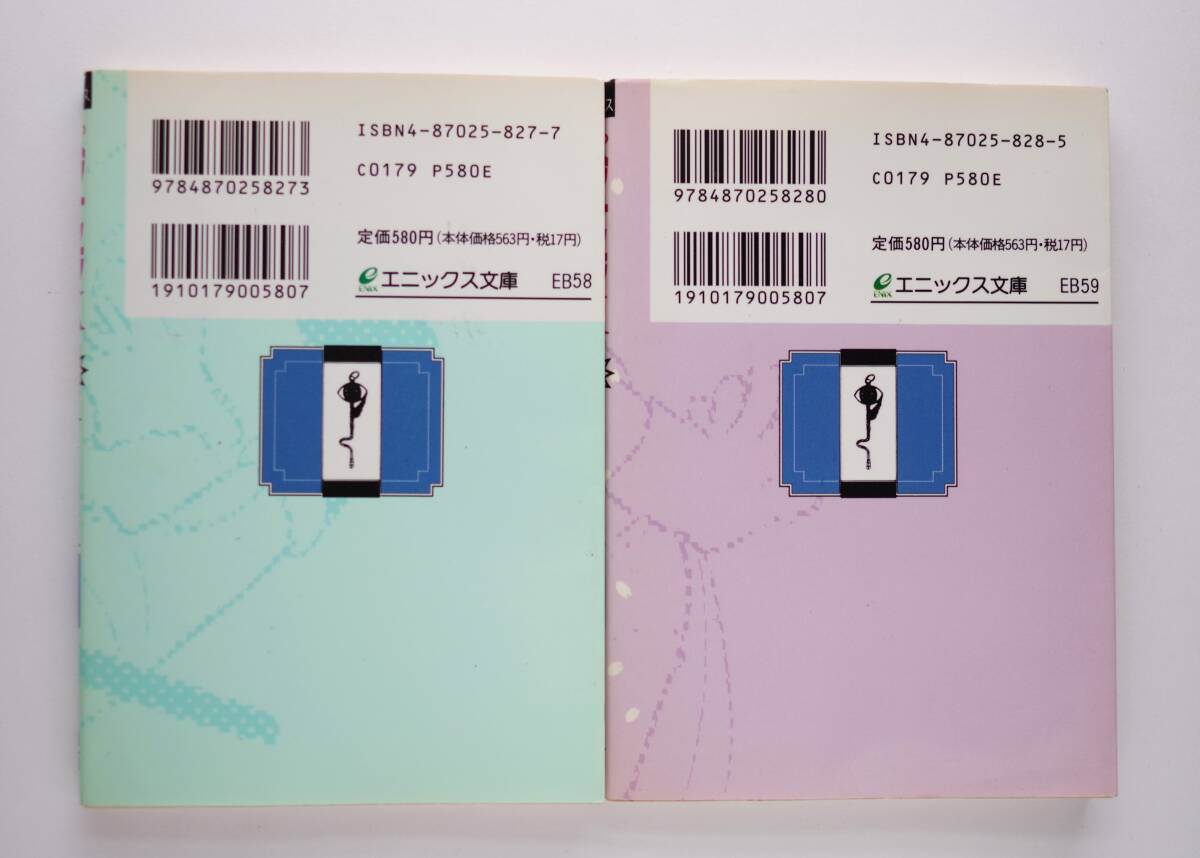 ISBN4-87025-827-7
9784870258273
C0179 P580E
定価580円(本体価格563円・税17円)
1910179005807
ENIX
エニックス文庫 EB58
ス
ISBN4-87025-828-5
9784870258280
C0179 P580E
定価580円(本体価格563円・税17円)
1910179005807
ENIX
エニックス文庫 EB59